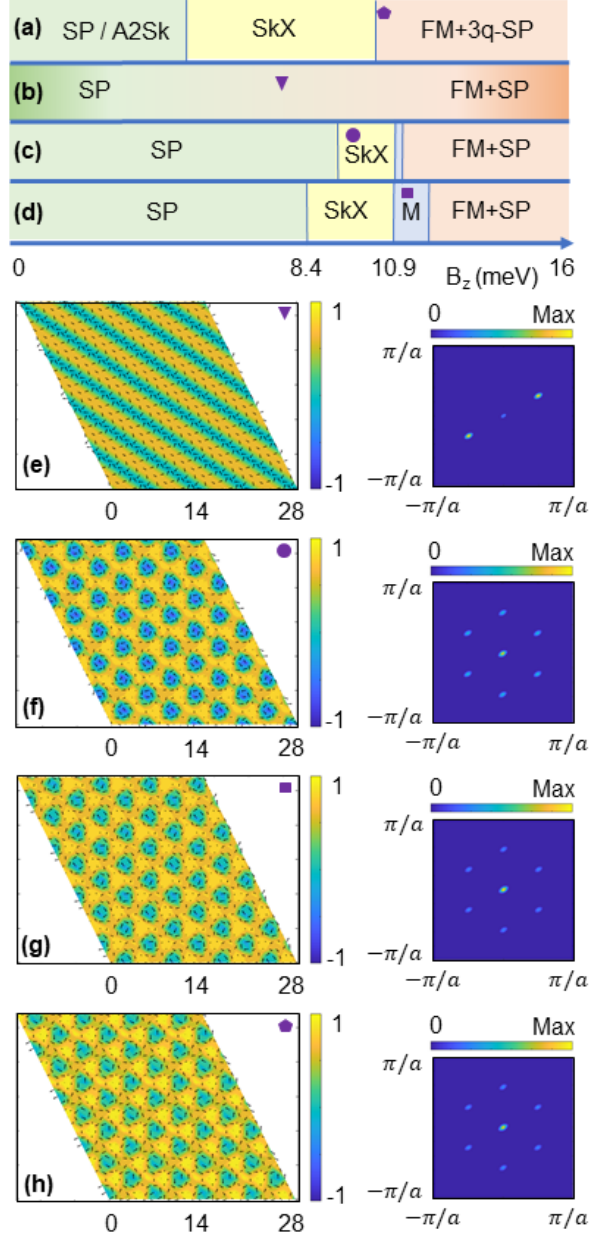 (a) SP / A2Sk SkX FM+3q-SP
(b) SP FM+SP
(c) SP SkX FM+SP
(d) SP SkX M FM+SP
0 8.4 10.9 B_z (meV) 16
1 0 Max
π/a
(e) -1 −π/a
0 14 28 −π/a π/a
1 0 Max
π/a
(f) -1 −π/a
0 14 28 −π/a π/a
1 0 Max
π/a
(g) -1 −π/a
0 14 28 −π/a π/a
1 0 Max
π/a
(h) -1 −π/a
0 14 28 −π/a π/a